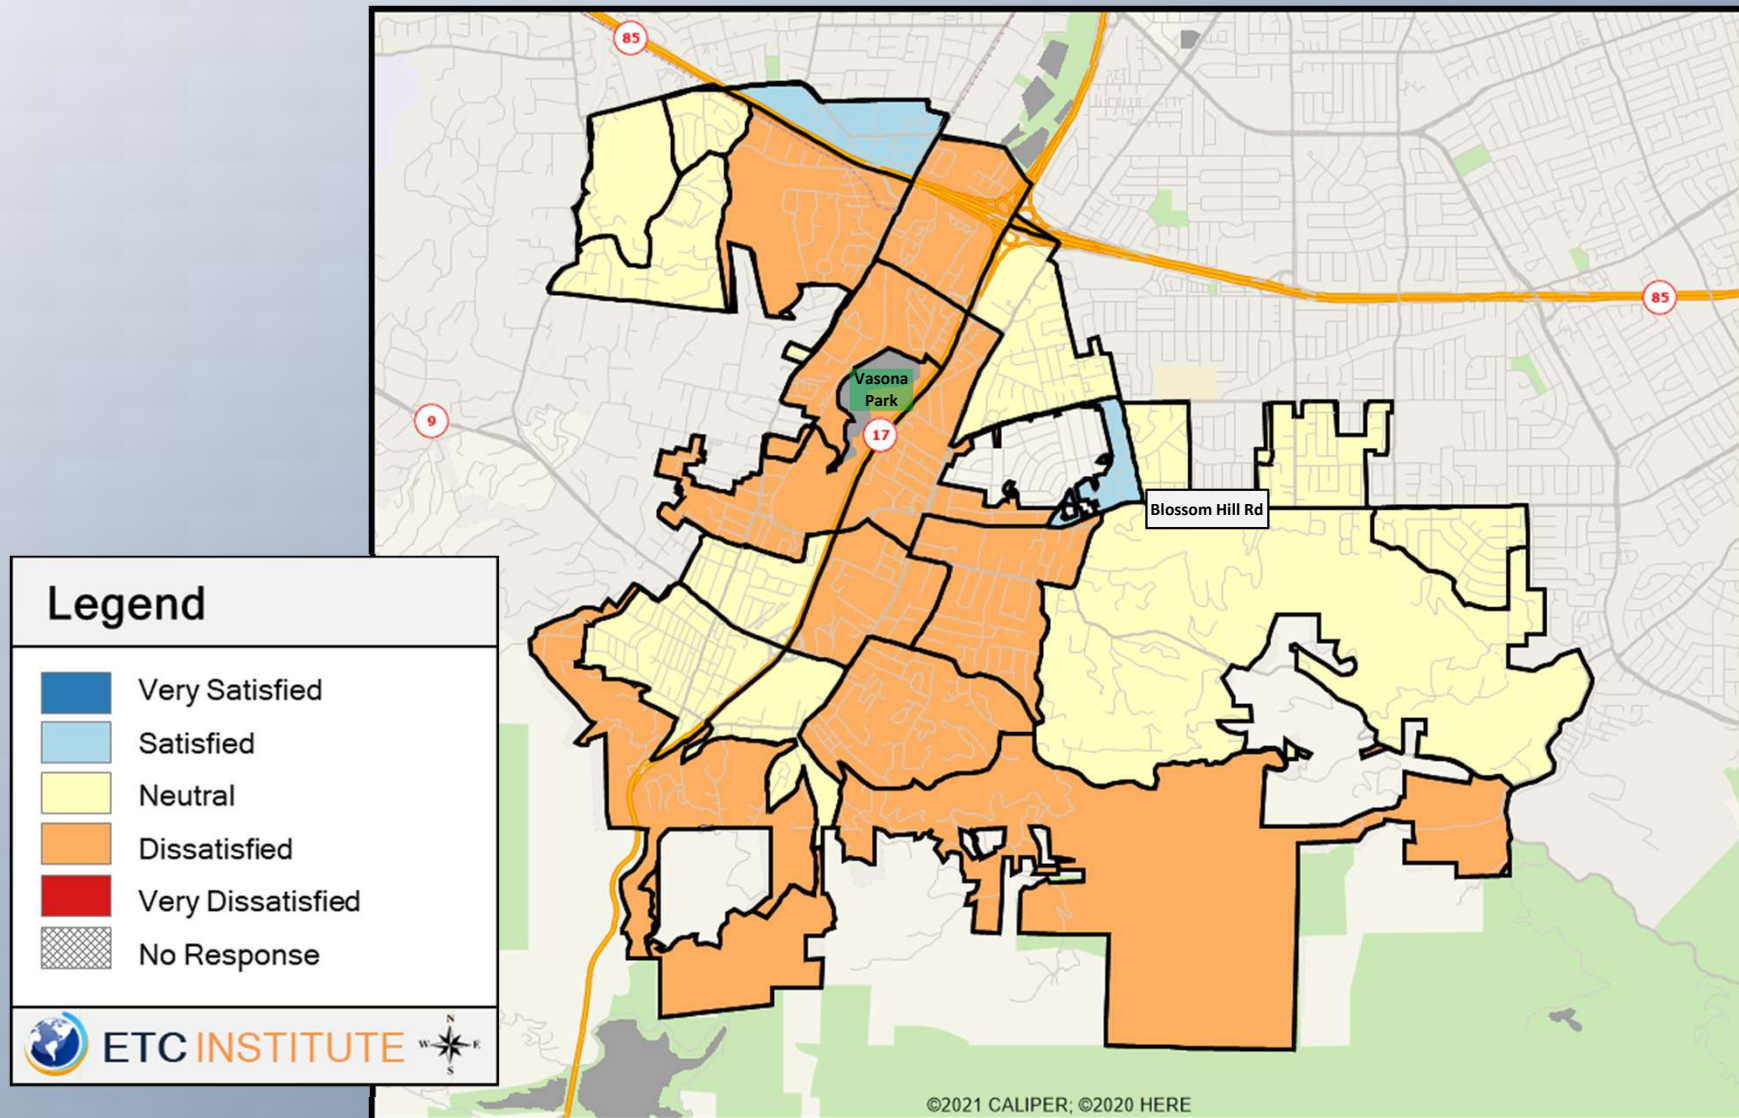 85
85
Vasona
Park
9
17
Blossom Hill Rd
Legend
Very Satisfied
Satisfied
Neutral
Dissatisfied
Very Dissatisfied
No Response
ETC INSTITUTE
N
W
E
S
©2021 CALIPER; ©2020 HERE